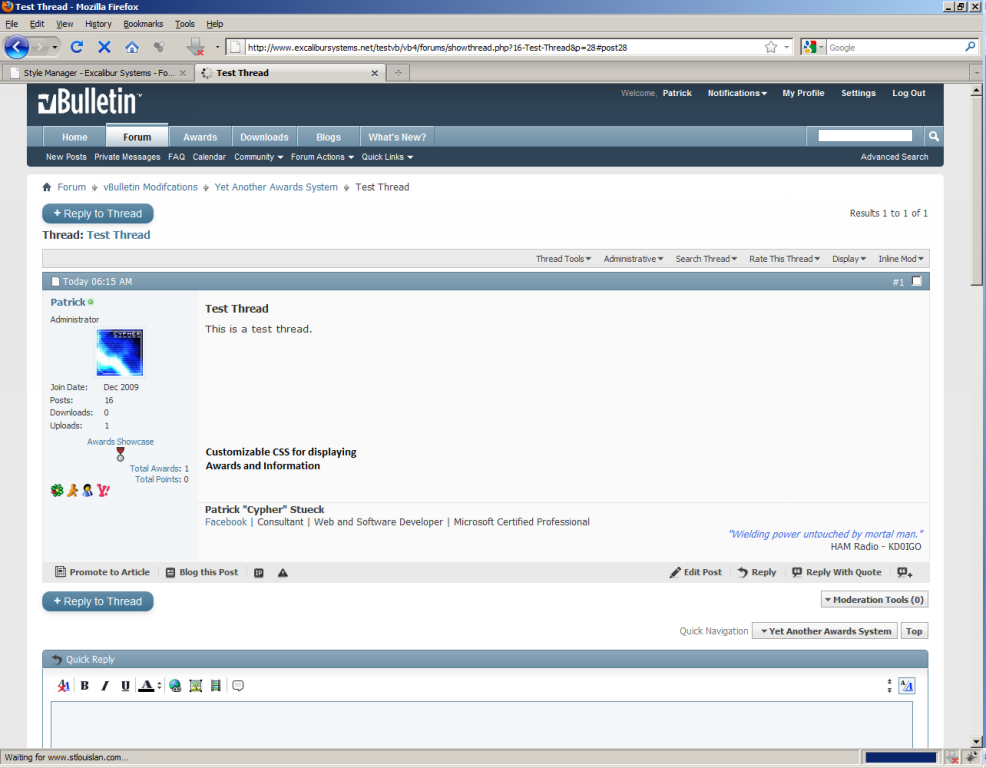 Test Thread - Mozilla Firefox
File Edit View History Bookmarks Tools Help
http://www.excalibursystems.net/testvb/vb4/forums/showthread.php?16-Test-Thread&p=28#post28
Google
Style Manager - Excalibur Systems - Fo...
Test Thread
vBulletin™
Welcome, Patrick Notifications My Profile Settings Log Out
Home Forum Awards Downloads Blogs What's New?
New Posts Private Messages FAQ Calendar Community Forum Actions Quick Links Advanced Search
Forum vBulletin Modifcations Yet Another Awards System Test Thread
+ Reply to Thread
Results 1 to 1 of 1
Thread: Test Thread
Thread Tools Administrative Search Thread Rate This Thread Display Inline Mod
Today 06:15 AM
#1
Patrick
Administrator
Join Date: Dec 2009
Posts: 16
Downloads: 0
Uploads: 1
Awards Showcase
Total Awards: 1
Total Points: 0
Test Thread
This is a test thread.
Customizable CSS for displaying
Awards and Information
Patrick "Cypher" Stueck
Facebook | Consultant | Web and Software Developer | Microsoft Certified Professional
"Wielding power untouched by mortal man."
HAM Radio - KD0IGO
Promote to Article Blog this Post
Edit Post Reply Reply With Quote
+ Reply to Thread
Moderation Tools (0)
Quick Navigation Yet Another Awards System Top
Quick Reply
B I U A
Waiting for www.stlouislan.com...